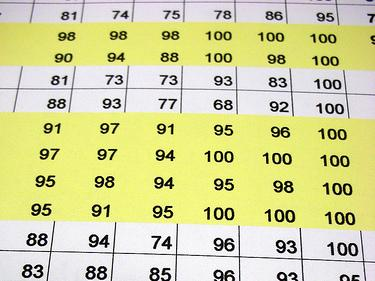 81 74 75 78 86 95
98 98 98 100 100 100
90 94 88 100 98 100
81 73 73 93 83 100
88 93 77 68 92 100
91 97 91 95 96 100
97 97 94 100 100 100
95 98 94 95 98 100
95 91 95 100 100 100
88 94 74 96 93 100
83 88 85 96 93 95